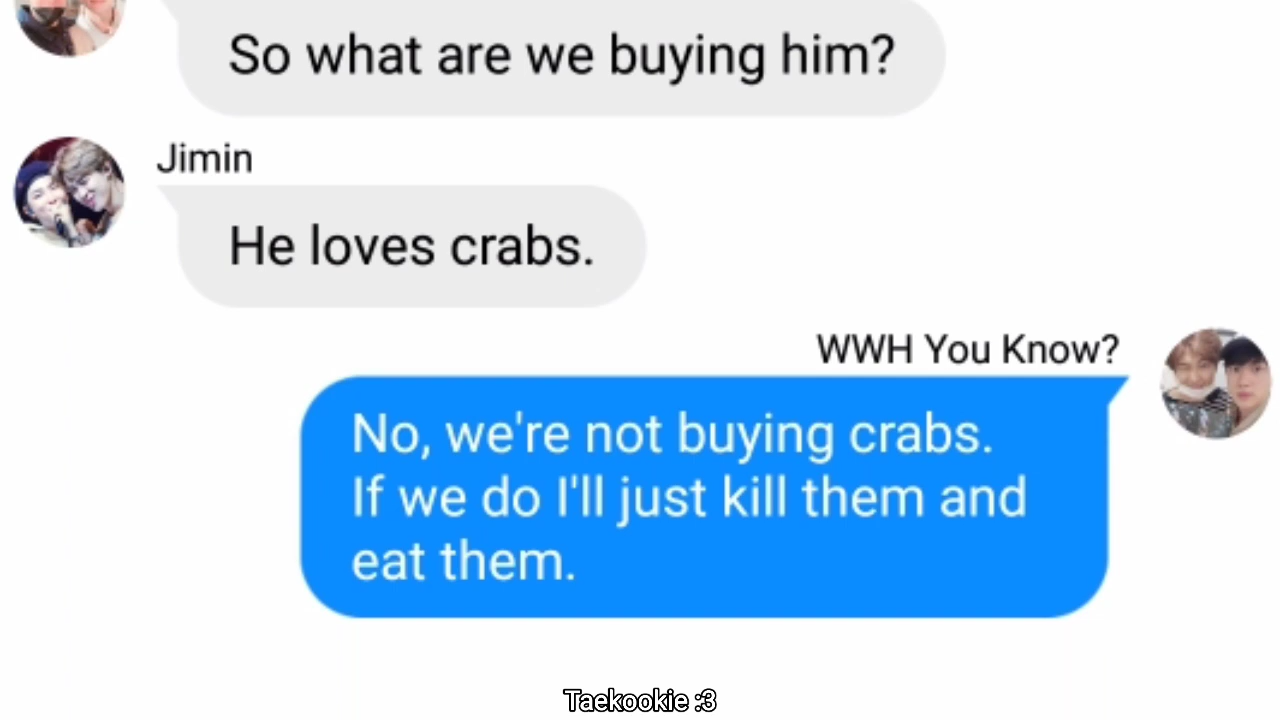 So what are we buying him?
Jimin
He loves crabs.
WWH You Know?
No, we're not buying crabs.
If we do I'll just kill them and
eat them.
Taekookie :3